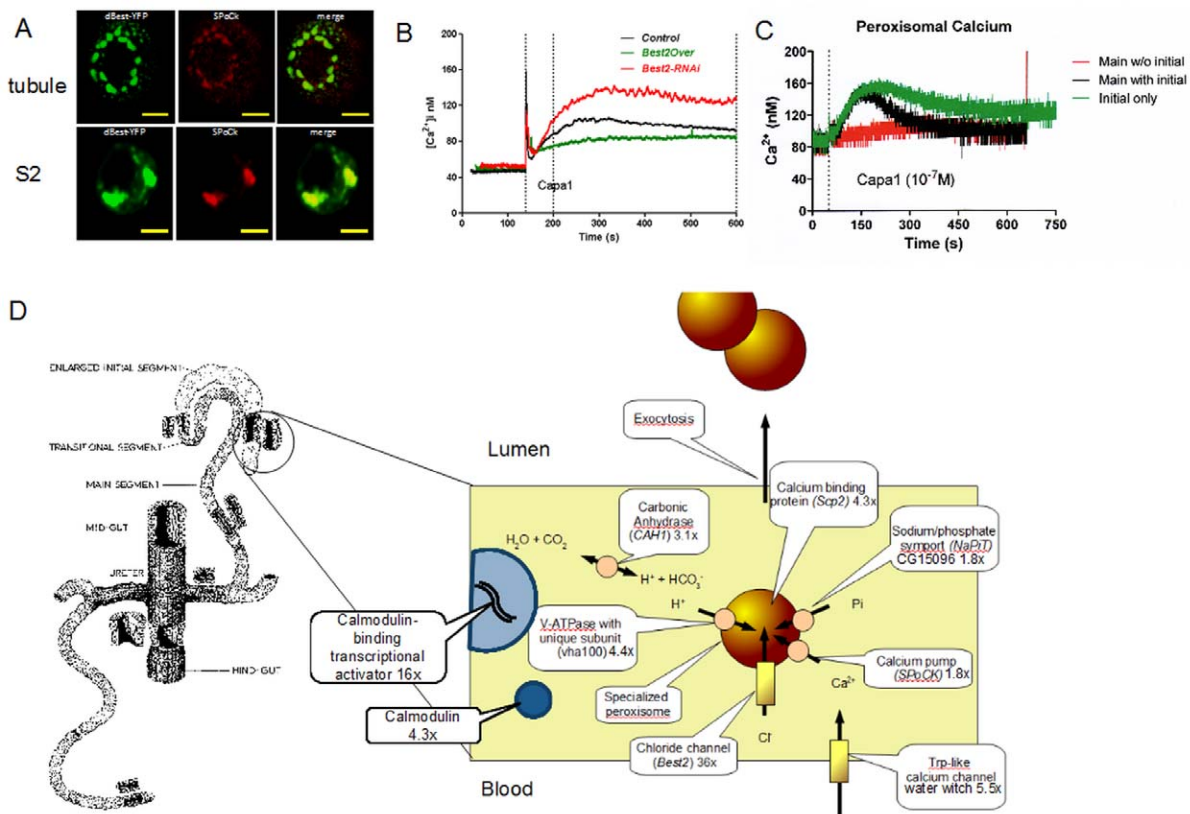 A
dBest-YFP
SPoCk
merge
tubule
dBest-YFP
SPoCk
merge
S2
B
Control
Best2Over
Best2-RNAi
[Ca²⁺]i nM
200
160
120
80
40
0
Capa1
0 100 200 300 400 500 600
Time (s)
C
Peroxisomal Calcium
Main w/o initial
Main with initial
Initial only
Ca²⁺ (nM)
200
160
120
80
40
0
Capa1 (10⁻⁷M)
0 150 300 450 600 750
Time (s)
D
ENLARGED INITIAL SEGMENT
TRANSITIONAL SEGMENT
MAIN SEGMENT
MID-GUT
URETER
HIND-GUT
Lumen
Exocytosis
Calcium binding
protein (Scp2) 4.3x
Carbonic
Anhydrase
(CAH1) 3.1x
Sodium/phosphate
symport (NaPiT)
CG15096 1.8x
H₂O + CO₂
H⁺ + HCO₃⁻
H⁺
Pi
Calmodulin-
binding
transcriptional
activator 16x
V-ATPase with
unique subunit
(vha100) 4.4x
Calcium pump
(SPoCK) 1.8x
Ca²⁺
Specialized
peroxisome
Calmodulin
4.3x
Cl⁻
Chloride channel
(Best2) 36x
Trp-like
calcium channel
water witch 5.5x
Blood